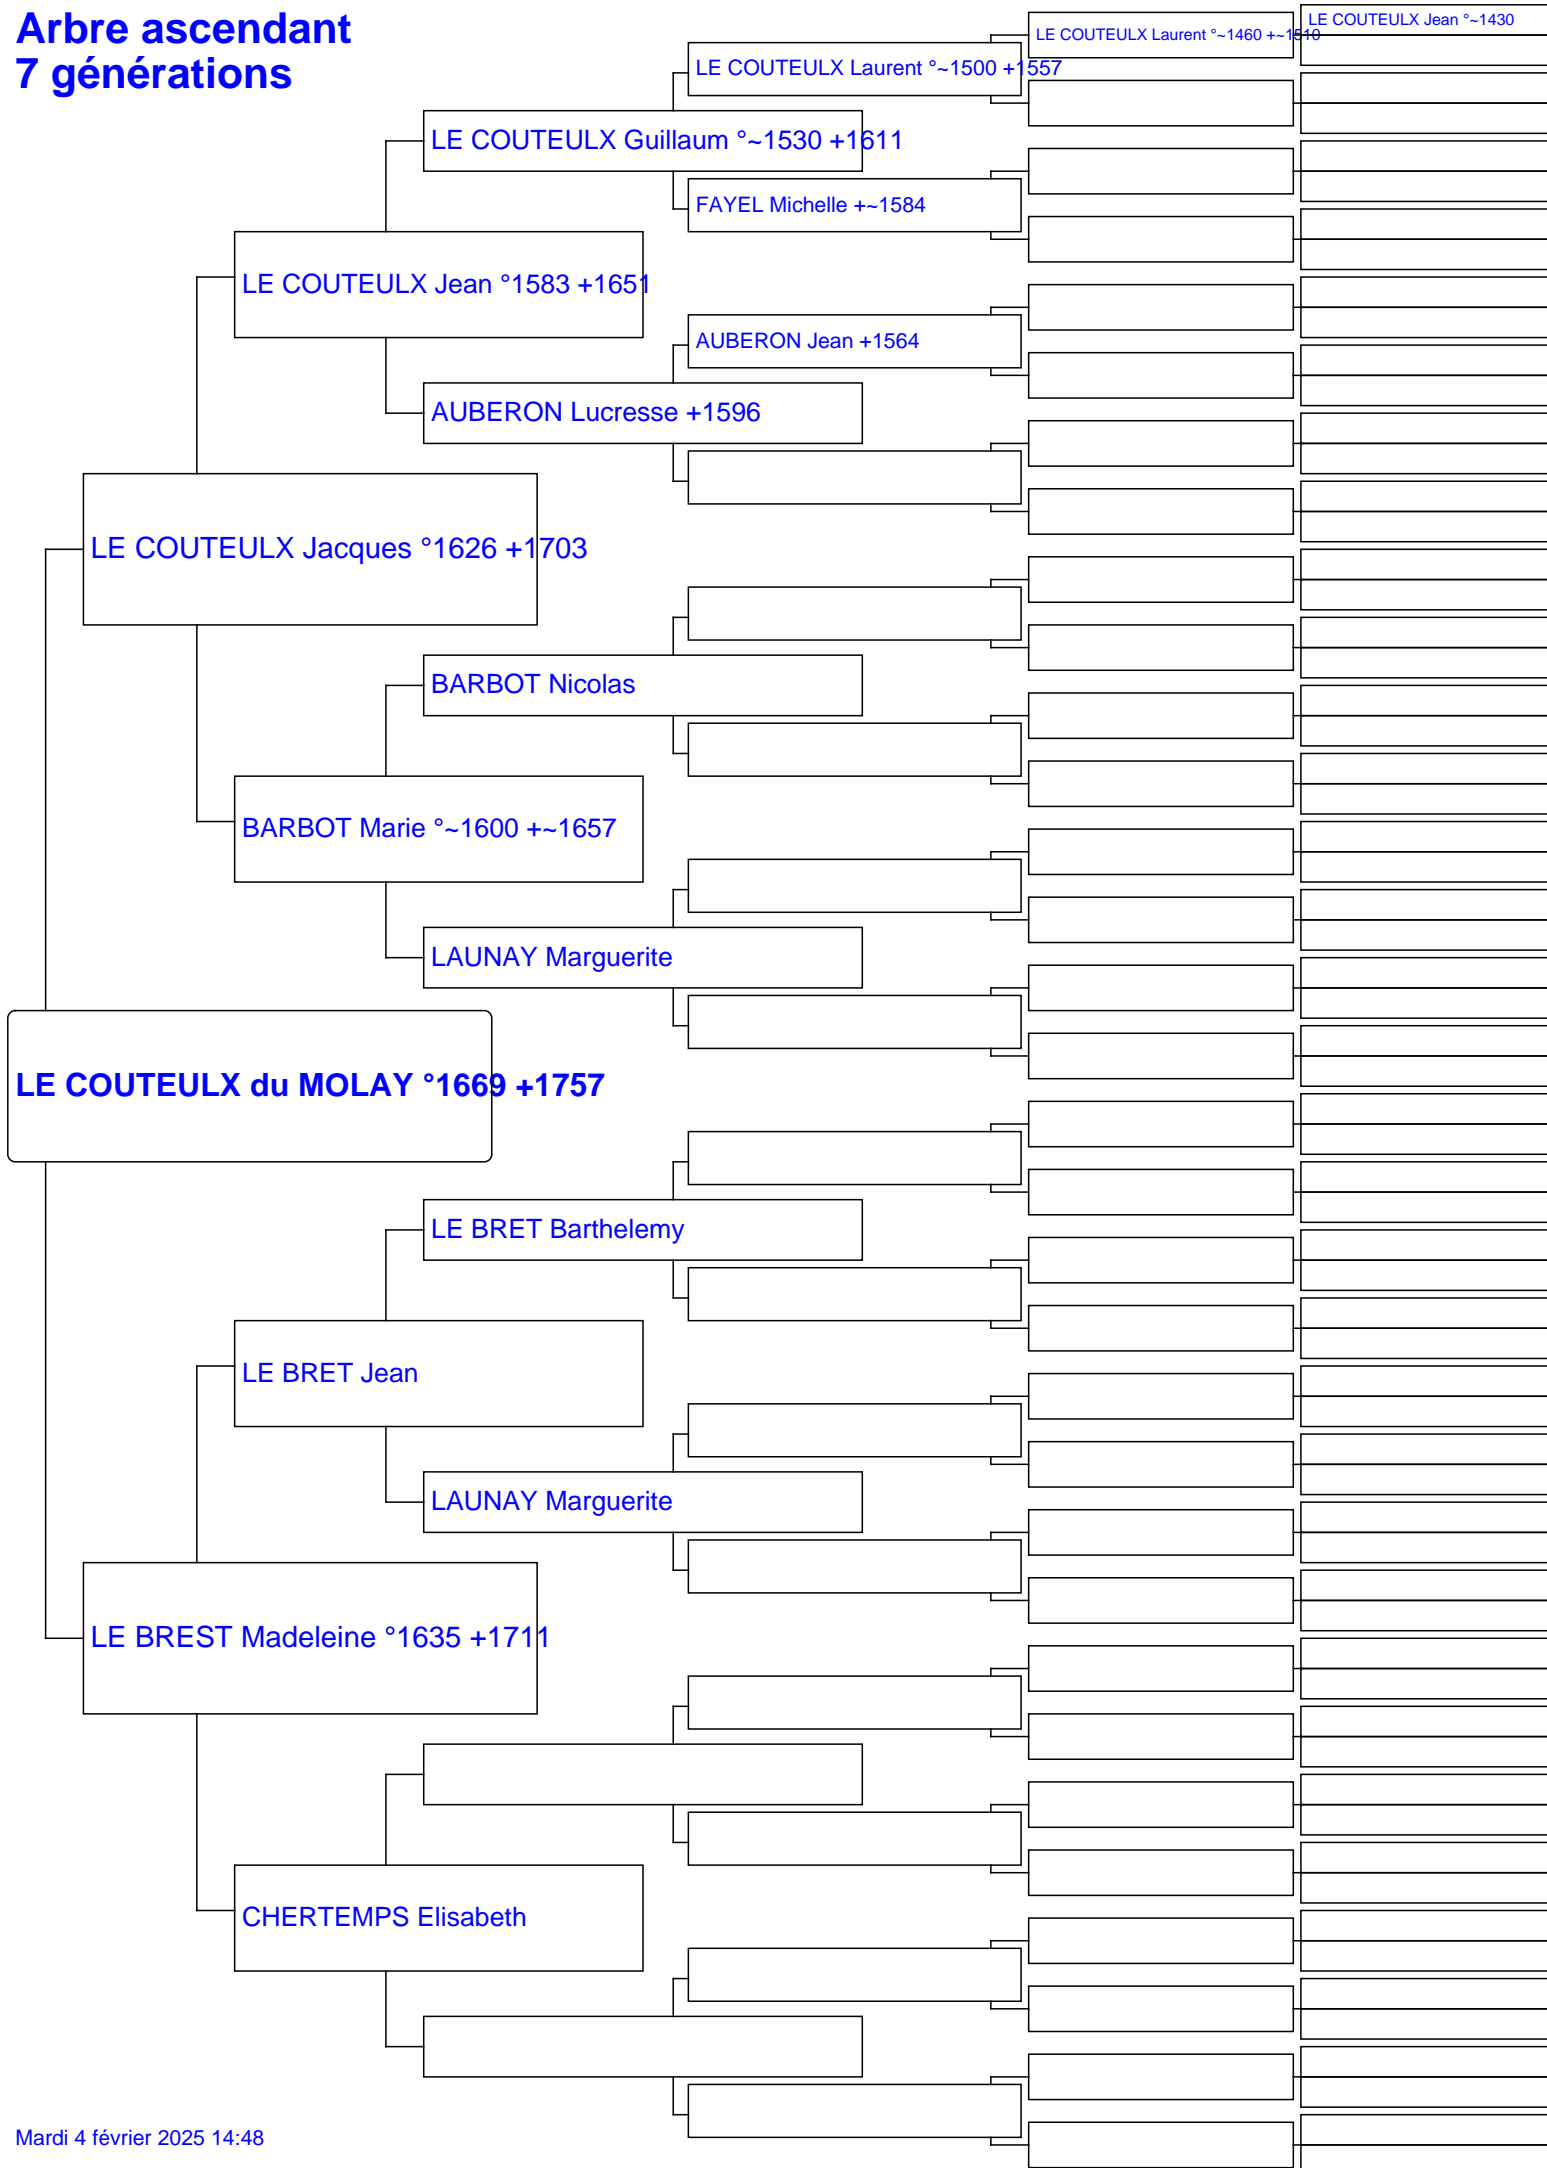 Arbre ascendant
7 générations
LE COUTEULX Jean °~1430
LE COUTEULX Laurent °~1460 +~1510
LE COUTEULX Laurent °~1500 +1557
LE COUTEULX Guillaum °~1530 +1611
FAYEL Michelle +~1584
LE COUTEULX Jean °1583 +1651
AUBERON Jean +1564
AUBERON Lucresse +1596
LE COUTEULX Jacques °1626 +1703
BARBOT Nicolas
BARBOT Marie °~1600 +~1657
LAUNAY Marguerite
LE COUTEULX du MOLAY °1669 +1757
LE BRET Barthelemy
LE BRET Jean
LAUNAY Marguerite
LE BREST Madeleine °1635 +1711
CHERTEMPS Elisabeth
Mardi 4 février 2025 14:48